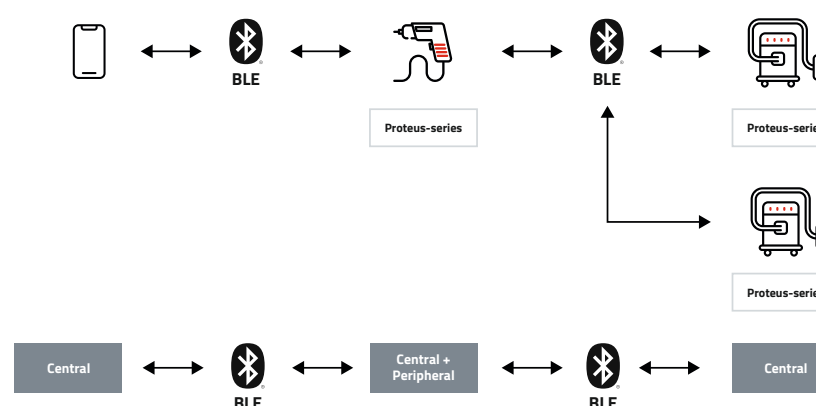 BLE
BLE
Proteus-series
Proteus-serie
Proteus-serie
Central
Central +
Peripheral
Central
BLE
BLE